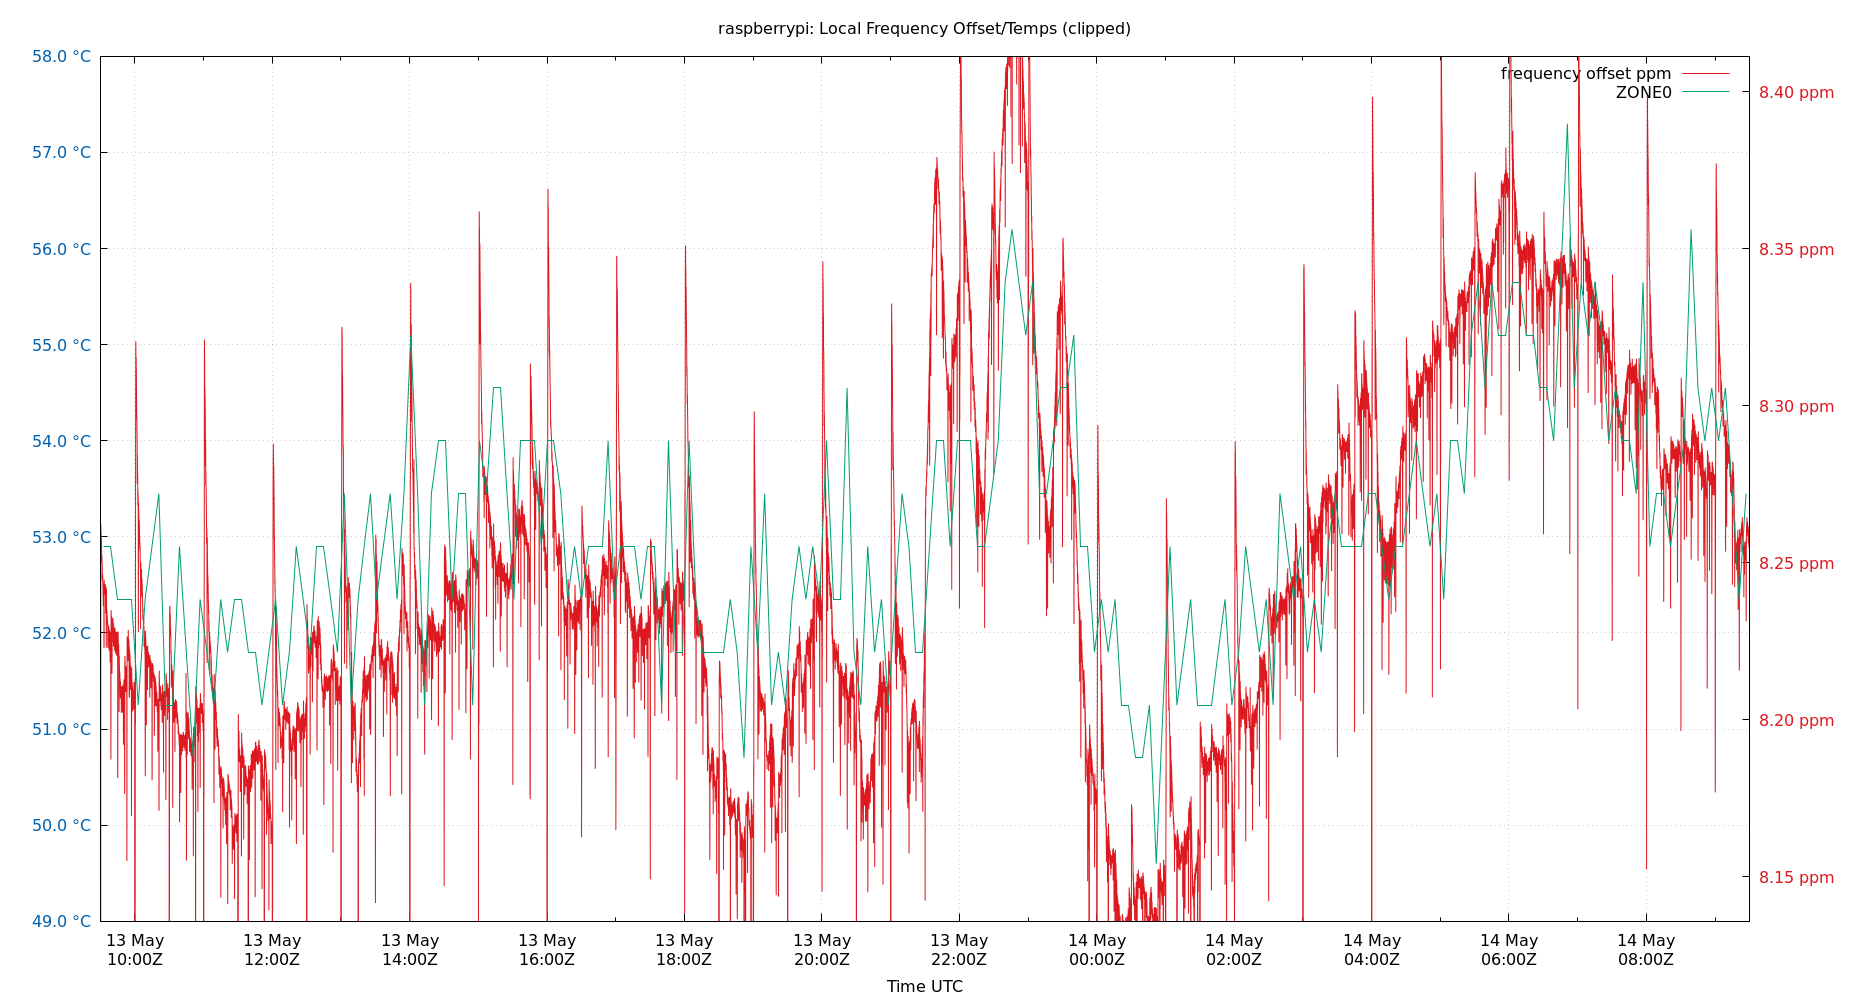 raspberrypi: Local Frequency Offset/Temps (clipped)
58.0 °C
57.0 °C
56.0 °C
55.0 °C
54.0 °C
53.0 °C
52.0 °C
51.0 °C
50.0 °C
49.0 °C
frequency offset ppm
ZONE0
8.40 ppm
8.35 ppm
8.30 ppm
8.25 ppm
8.20 ppm
8.15 ppm
13 May 13 May 13 May 13 May 13 May 13 May 13 May 14 May 14 May 14 May 14 May 14 May
10:00Z 12:00Z 14:00Z 16:00Z 18:00Z 20:00Z 22:00Z 00:00Z 02:00Z 04:00Z 06:00Z 08:00Z
Time UTC